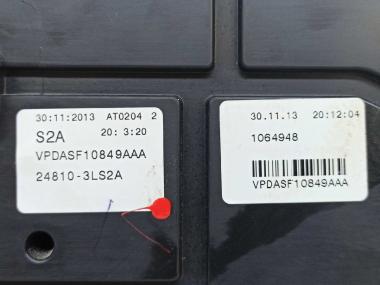 30:11:2013 AT0204 2
S2A 20: 3:20
VPDASF10849AAA
24810-3LS2A
30.11.13 20:12:04
1064948
VPDASF10849AAA